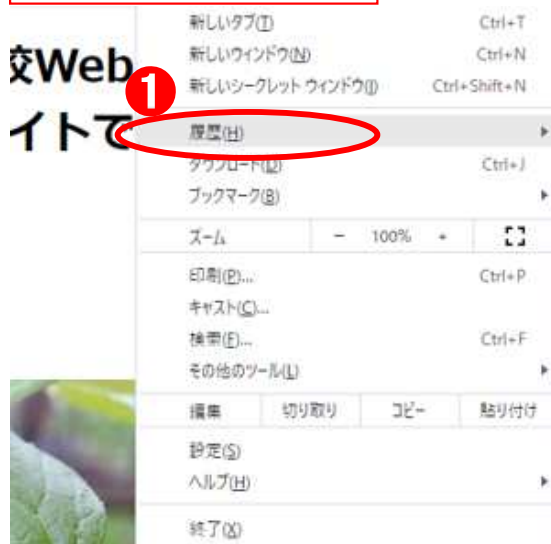 新しいタブ(T) Ctrl+T
新しいウィンドウ(N) Ctrl+N
新しいシークレット ウィンドウ(I) Ctrl+Shift+N
校Web
イトで
1
履歴(H)
ダウンロード(D) Ctrl+J
ブックマーク(B)
ズーム － 100% +
印刷(P)... Ctrl+P
キャスト(C)...
検索(F)... Ctrl+F
その他のツール(L)
編集 切り取り コピー 貼り付け
設定(S)
ヘルプ(H)
終了(X)